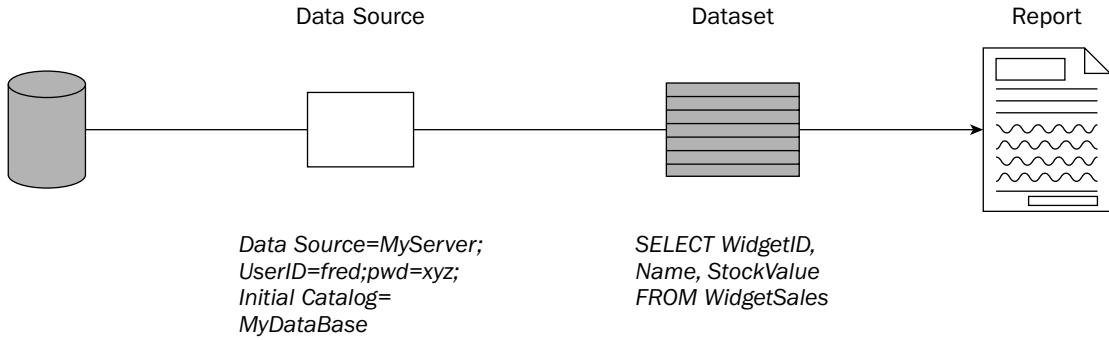 Data Source
Dataset
Report
Data Source=MyServer;
UserID=fred;pwd=xyz;
Initial Catalog=
MyDataBase
SELECT WidgetID,
Name, StockValue
FROM WidgetSales